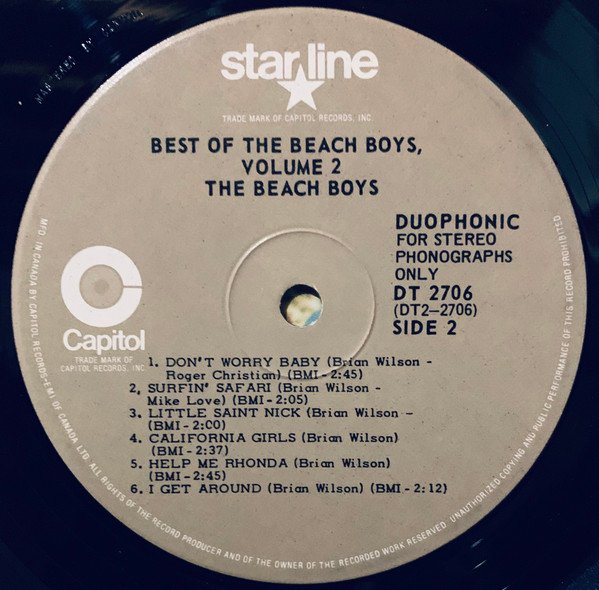 star line
TRADE MARK OF CAPITOL RECORDS, INC.
BEST OF THE BEACH BOYS,
VOLUME 2
THE BEACH BOYS
DUOPHONIC
FOR STEREO
PHONOGRAPHS
ONLY
DT 2706
(DT2-2706)
SIDE 2
Capitol
TRADE MARK OF
CAPITOL RECORDS, INC.
1. DON'T WORRY BABY (Brian Wilson -
Roger Christian) (BMI - 2:45)
2, SURFIN' SAFARI (Brian Wilson -
Mike Love) (BMI - 2:05)
3. LITTLE SAINT NICK (Brian Wilson -
(BMI - 2:00)
4. CALIFORNIA GIRLS (Brian Wilson)
(BMI - 2:37)
5. HELP ME RHONDA (Brian Wilson)
(BMI - 2:45)
6. I GET AROUND (Brian Wilson) (BMI - 2:12)
MFD. IN CANADA BY CAPITOL RECORDS-EMI OF CANADA LTD. ALL RIGHTS OF THE RECORD PRODUCER AND OF THE OWNER OF THE RECORDED WORK RESERVED. UNAUTHORIZED COPYING AND PUBLIC PERFORMANCE OF THIS RECORD PROHIBITED.